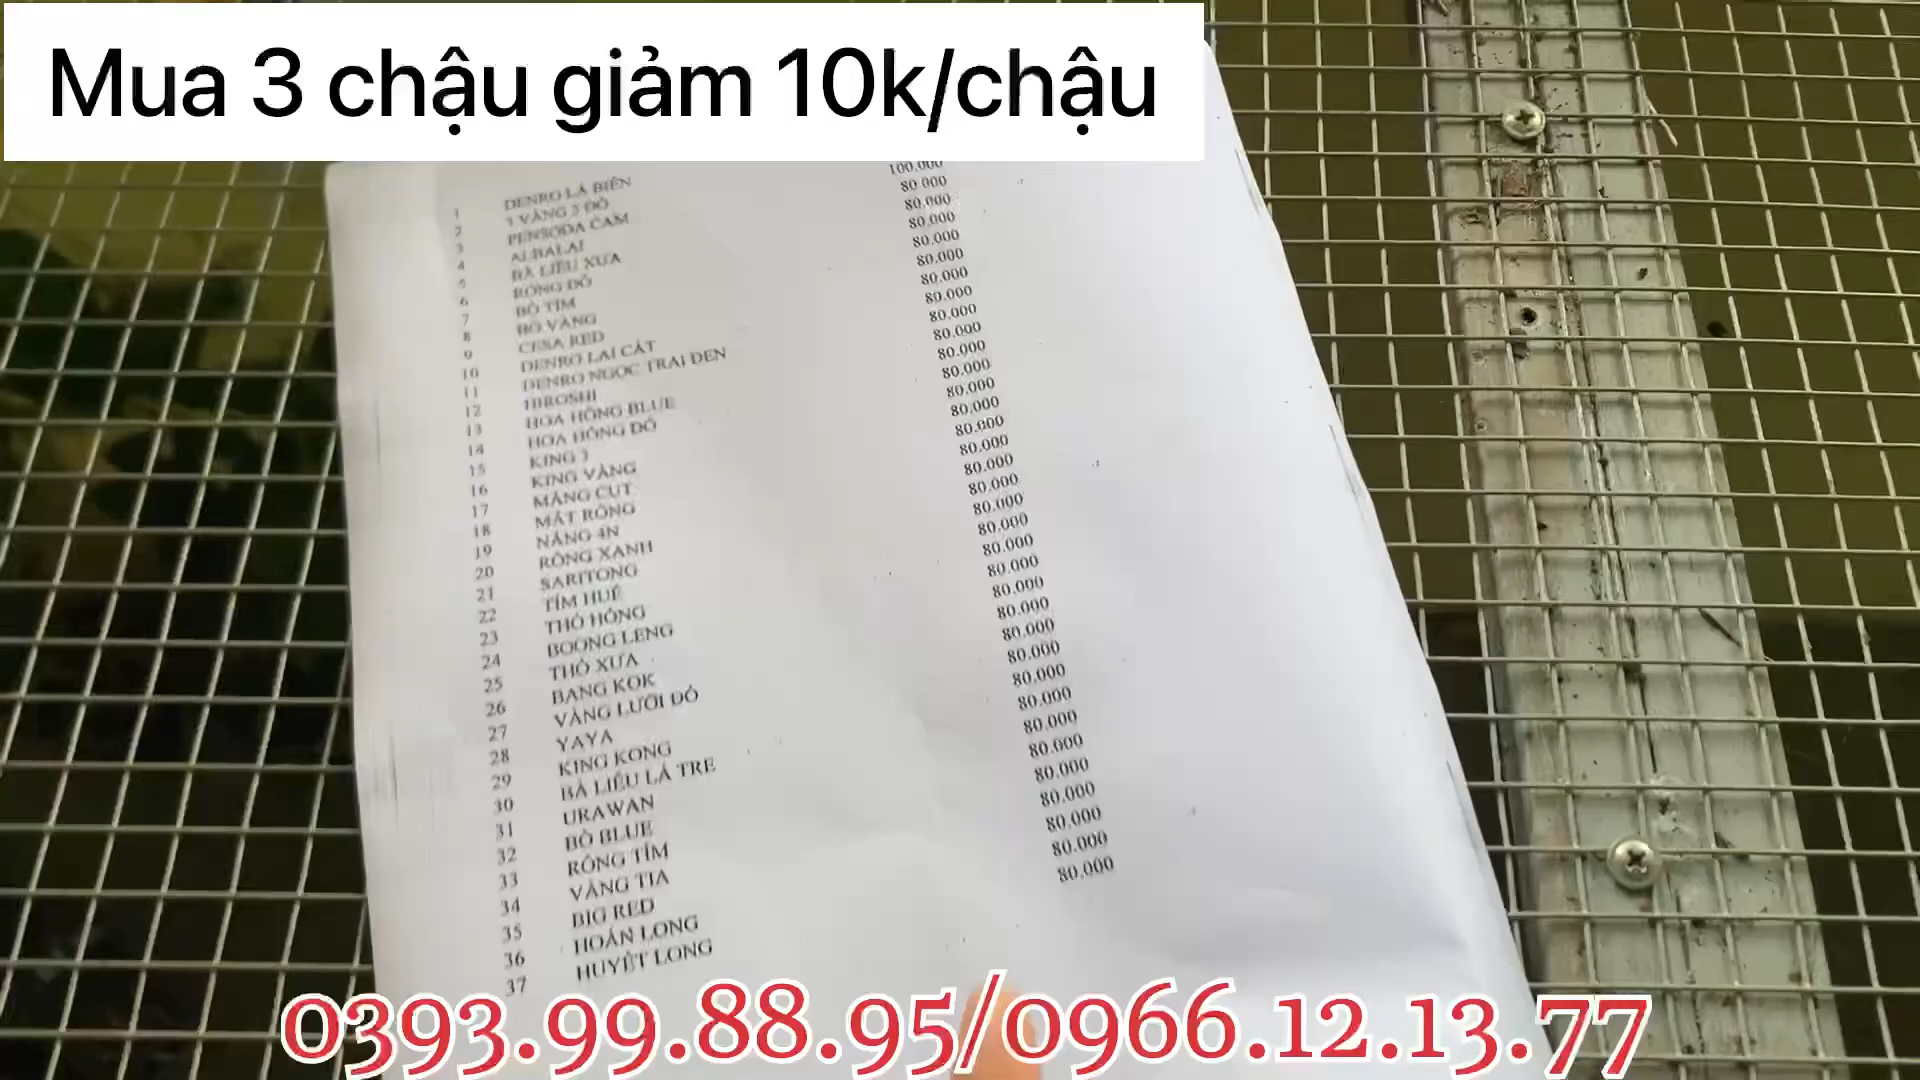 Mua 3 chậu giảm 10k/chậu
100.000
1 DENRO LÁ BIÊN 80.000
2 3 VÀNG 2 ĐỎ 80.000
3 PENSODA CAM 80.000
4 ALBALAI 80.000
5 BÀ LIỄU XƯA 80.000
6 RỒNG ĐỎ 80.000
7 BÒ TÍM 80.000
8 BÒ VÀNG 80.000
9 CESA RED 80.000
10 DENRO LAI CÁT 80.000
11 DENRO NGỌC TRAI ĐEN 80.000
12 HIROSHI 80.000
13 HOA HỒNG BLUE 80.000
14 HOA HỒNG ĐỎ 80.000
15 KING 3 80.000
16 KING VÀNG 80.000
17 MĂNG CỤT 80.000
18 MẮT RỒNG 80.000
19 NÀNG 4N 80.000
20 RỒNG XANH 80.000
21 SARITONG 80.000
22 TÍM HUẾ 80.000
23 THỎ HỒNG 80.000
24 BOONG LENG 80.000
25 THỎ XƯA 80.000
26 BANG KOK 80.000
27 VÀNG LƯỠI ĐỎ 80.000
28 YAYA 80.000
29 KING KONG 80.000
30 BÀ LIỄU LÁ TRE 80.000
31 URAWAN 80.000
32 BÒ BLUE 80.000
33 RỒNG TÍM 80.000
34 VÀNG TIA 80.000
35 BIG RED 80.000
36 HOÁN LONG 80.000
37 HUYẾT LONG
0393.99.88.95/0966.12.13.77